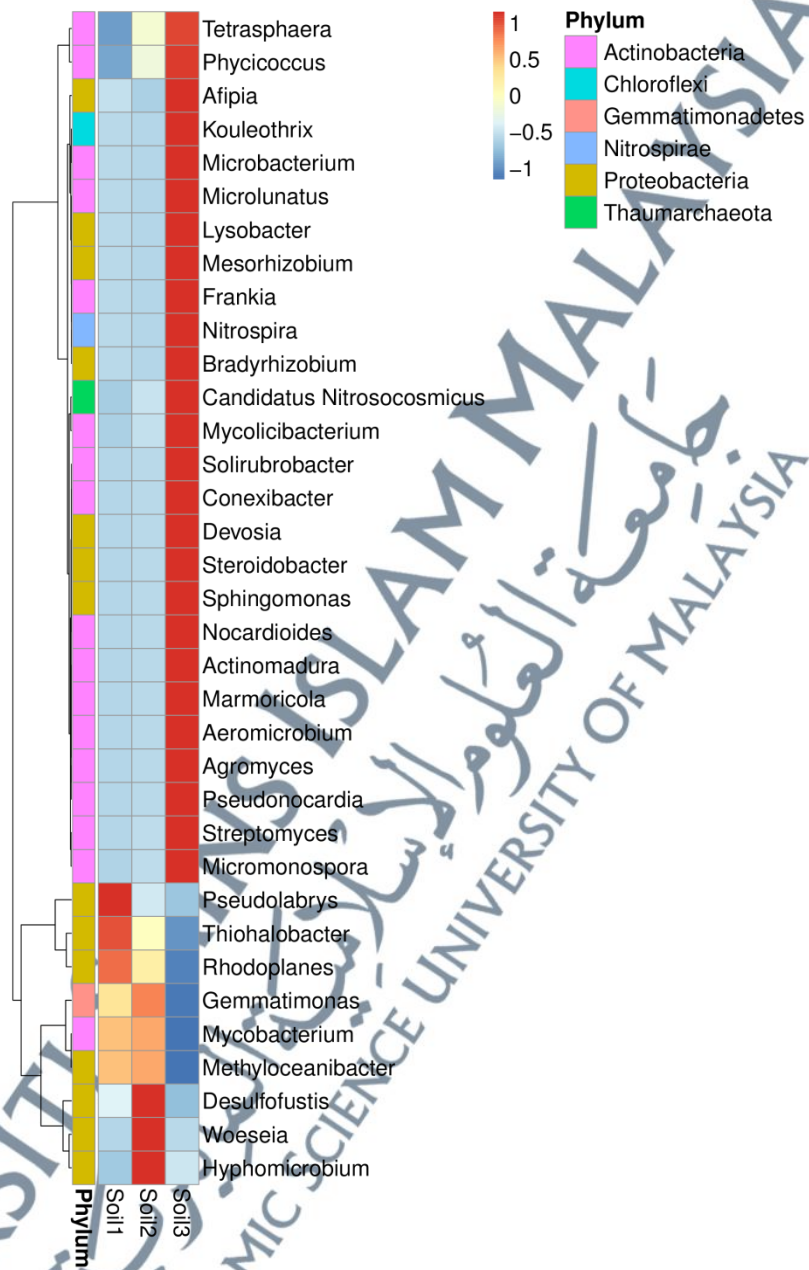 1
0.5
0
−0.5
−1
Phylum
Actinobacteria
Chloroflexi
Gemmatimonadetes
Nitrospirae
Proteobacteria
Thaumarchaeota
Tetrasphaera
Phycicoccus
Afipia
Kouleothrix
Microbacterium
Microlunatus
Lysobacter
Mesorhizobium
Frankia
Nitrospira
Bradyrhizobium
Candidatus Nitrosocosmicus
Mycolicibacterium
Solirubrobacter
Conexibacter
Devosia
Steroidobacter
Sphingomonas
Nocardioides
Actinomadura
Marmoricola
Aeromicrobium
Agromyces
Pseudonocardia
Streptomyces
Micromonospora
Pseudolabrys
Thiohalobacter
Rhodoplanes
Gemmatimonas
Mycobacterium
Methyloceanibacter
Desulfofustis
Woeseia
Hyphomicrobium
Phylum
Soil1
Soil2
Soil3
ISLAM MALAYSIA
جامعة العلوم الإسلامية
SCIENCE UNIVERSITY OF MALAYSIA